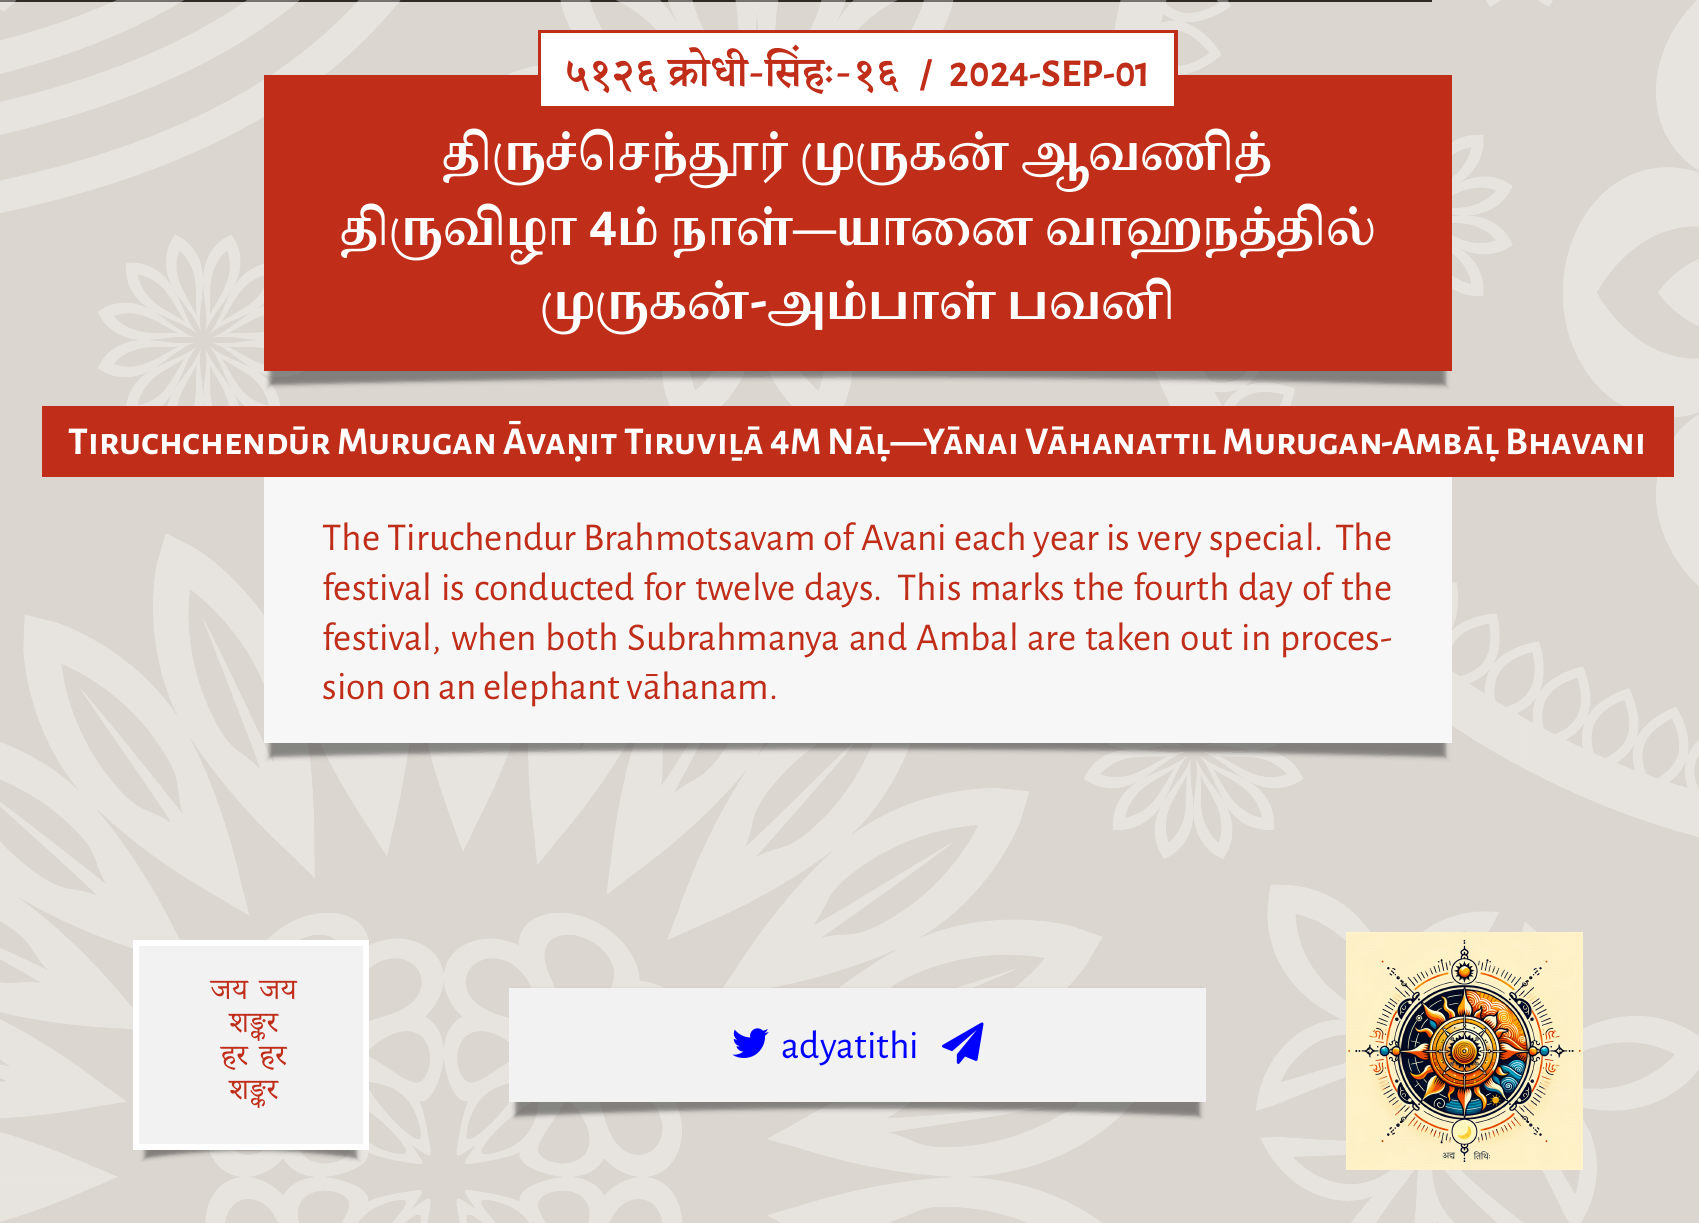 ५१२६ क्रोधी-सिंहः-१६ / 2024-SEP-01
திருச்செந்தூர் முருகன் ஆவணித்
திருவிழா 4ம் நாள்—யானை வாஹநத்தில்
முருகன்-அம்பாள் பவனி
Tiruchchendūr Murugan Āvaṇit Tiruviḻā 4m Nāḷ—Yānai Vāhanattil Murugan-Ambāḷ Bhavani
The Tiruchendur Brahmotsavam of Avani each year is very special. The
festival is conducted for twelve days. This marks the fourth day of the
festival, when both Subrahmanya and Ambal are taken out in proces-
sion on an elephant vāhanam.
जय जय
शङ्कर
हर हर
शङ्कर
adyatithi
अद्य तिथिः